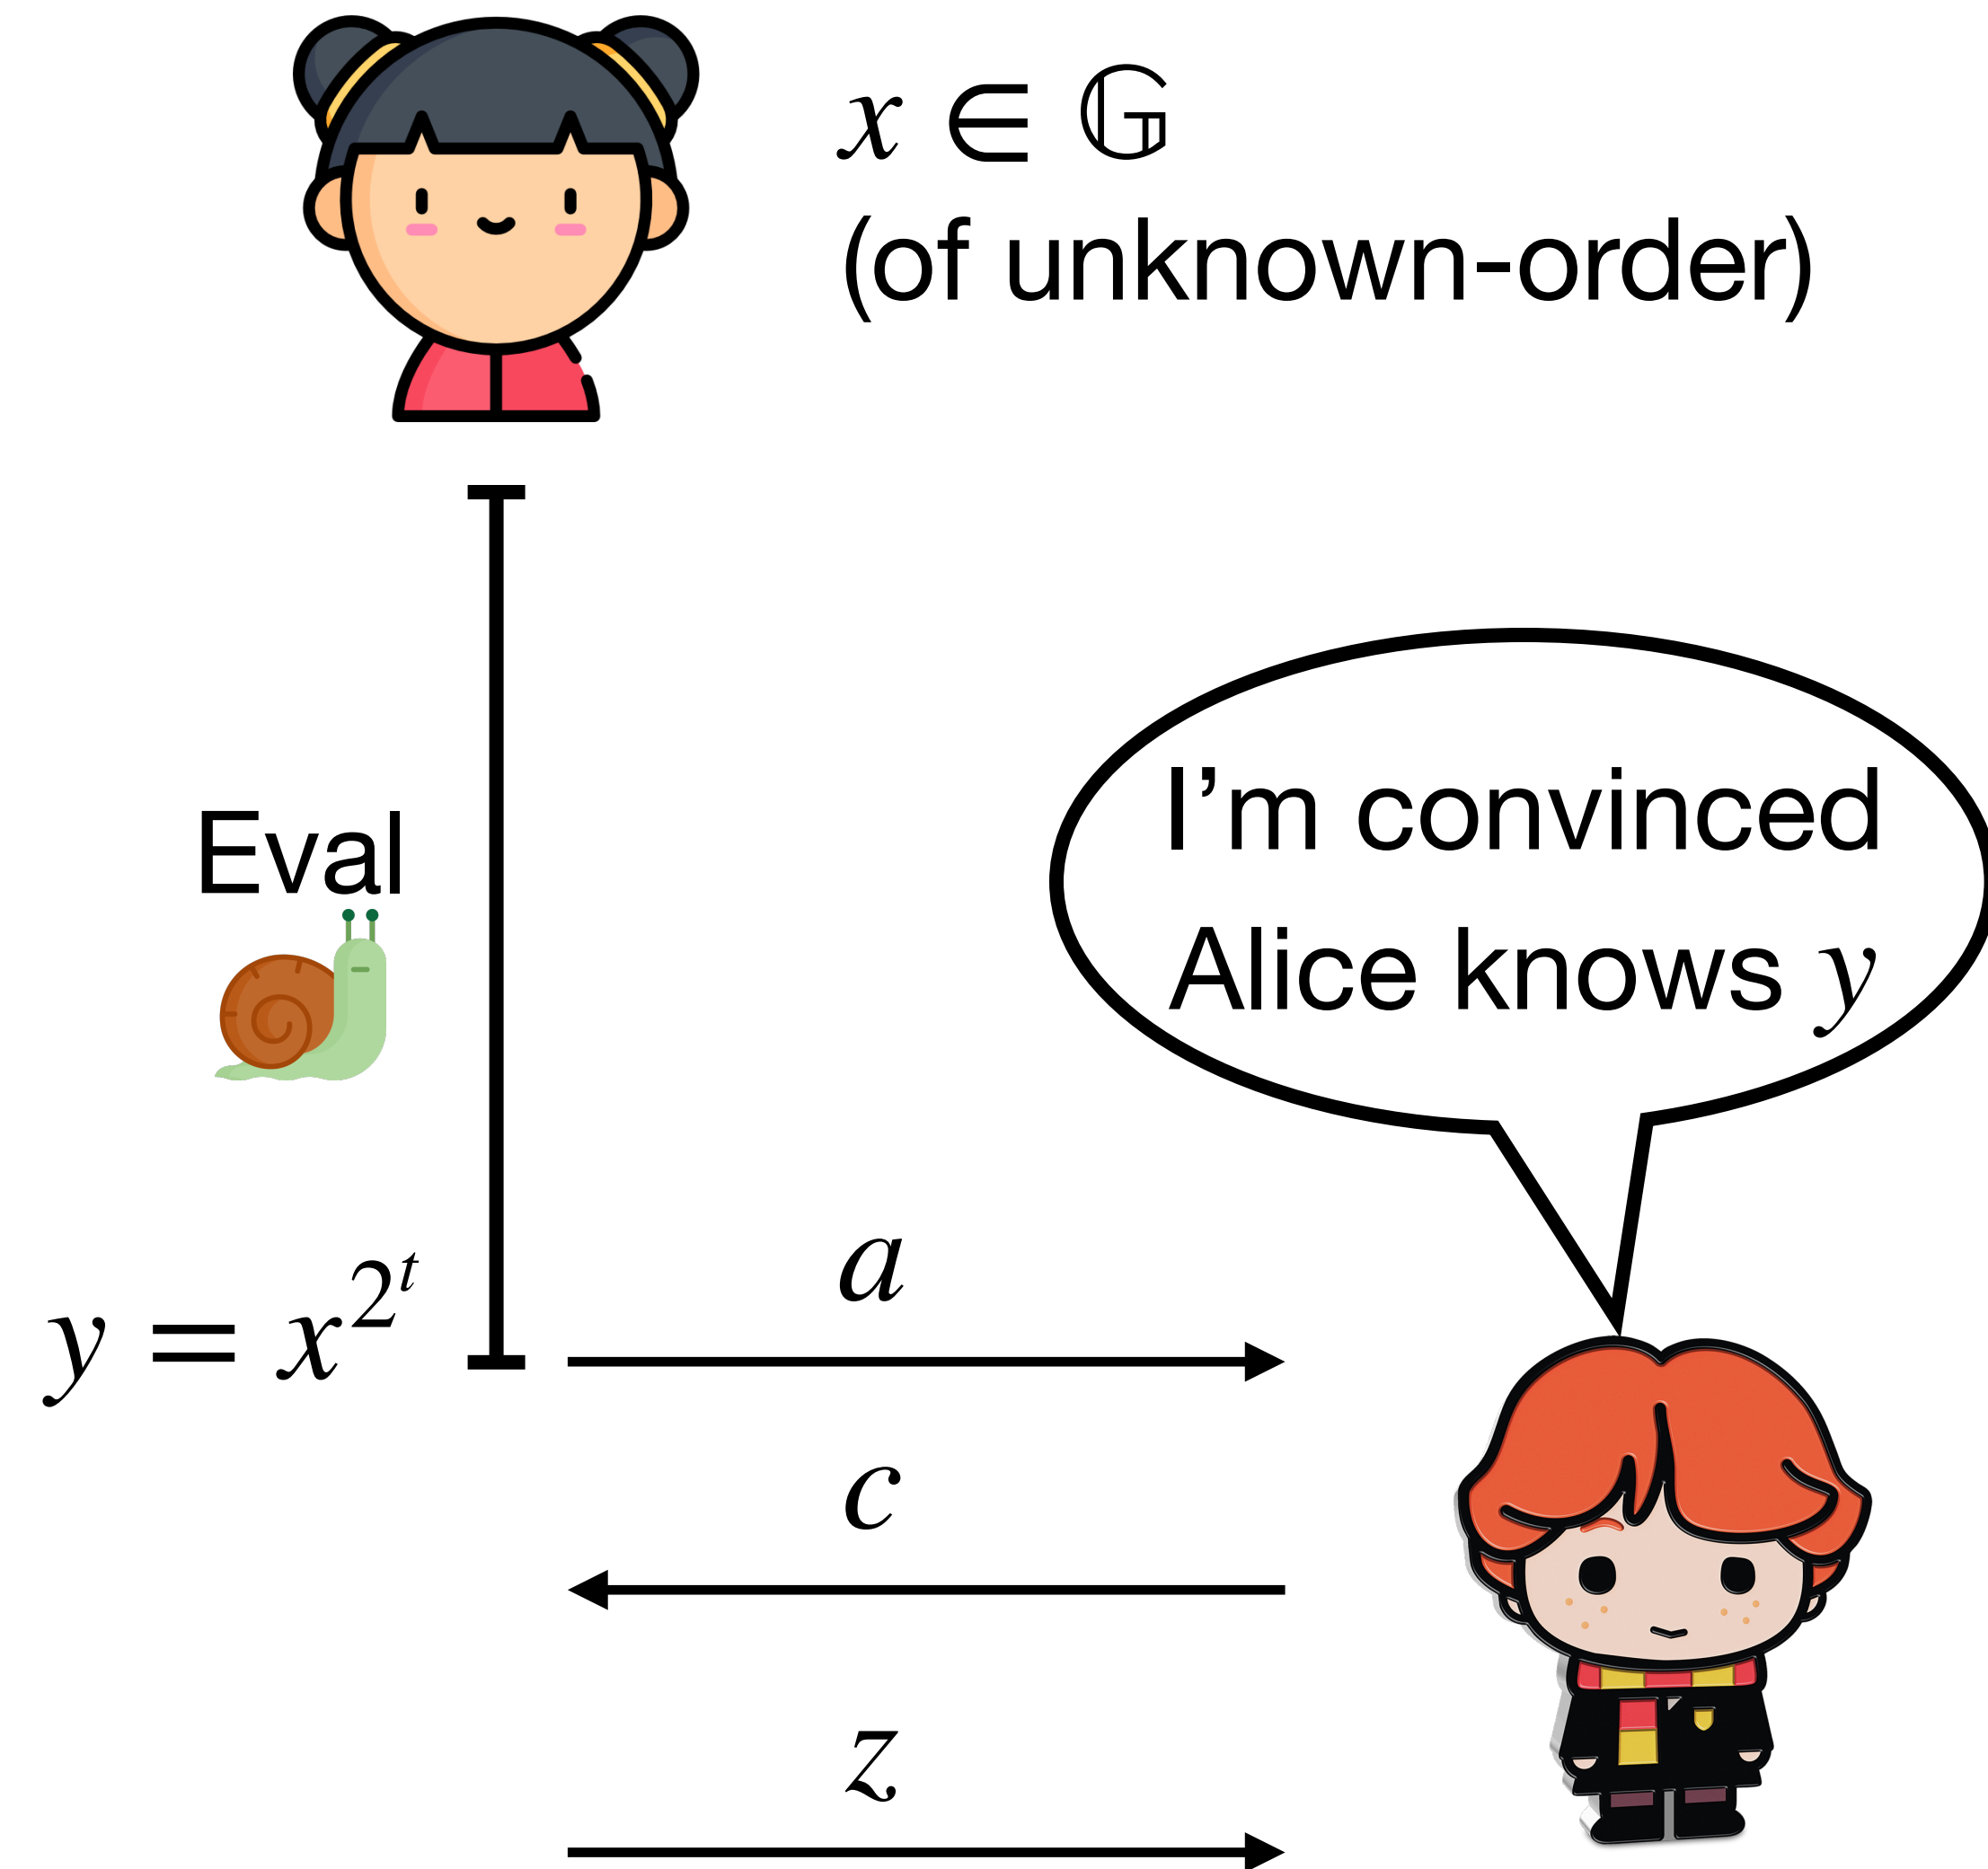 x ∈ 𝔾
(of unknown-order)
I'm convinced
Alice knows y
Eval
y = x^{2^t}
a
c
z